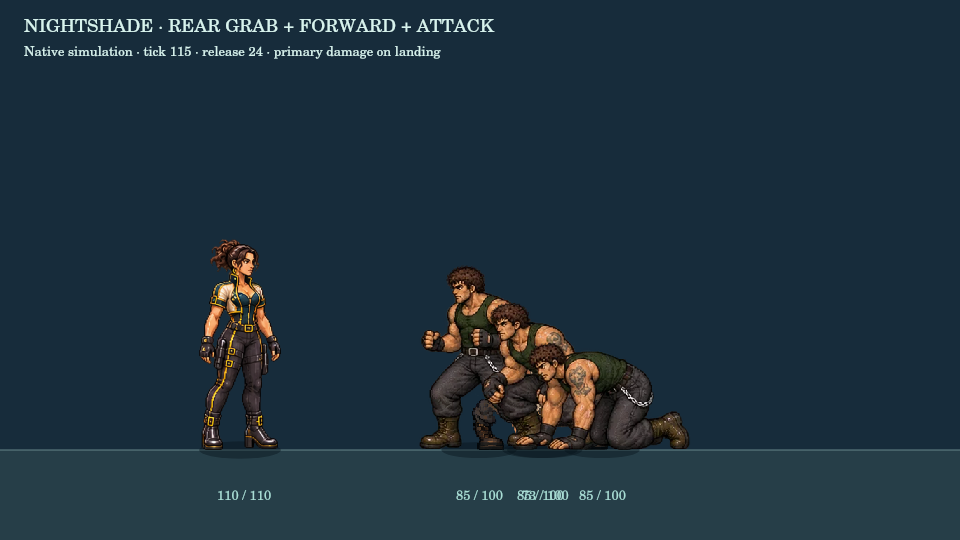 NIGHTSHADE · REAR GRAB + FORWARD + ATTACK
Native simulation · tick 115 · release 24 · primary damage on landing
110 / 110
85 / 100
85 / 100